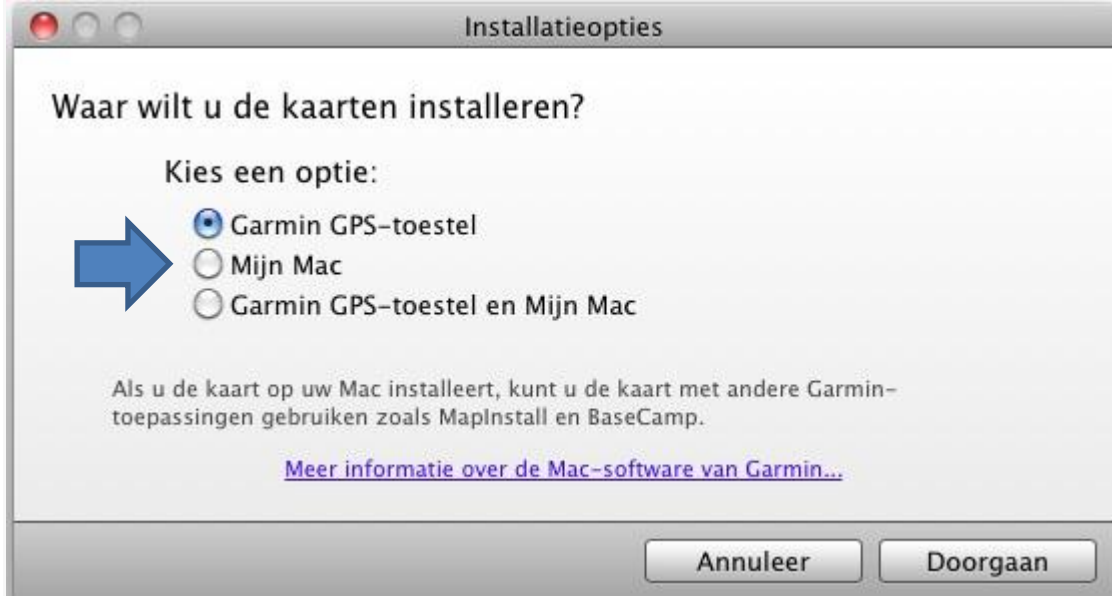 Installatieopties
Waar wilt u de kaarten installeren?
Kies een optie:
Garmin GPS-toestel
Mijn Mac
Garmin GPS-toestel en Mijn Mac
Als u de kaart op uw Mac installeert, kunt u de kaart met andere Garmin-
toepassingen gebruiken zoals MapInstall en BaseCamp.
Meer informatie over de Mac-software van Garmin...
Annuleer Doorgaan